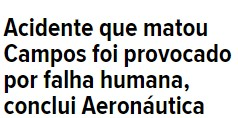 Acidente que matou
Campos foi provocado
por falha humana,
conclui Aeronáutica